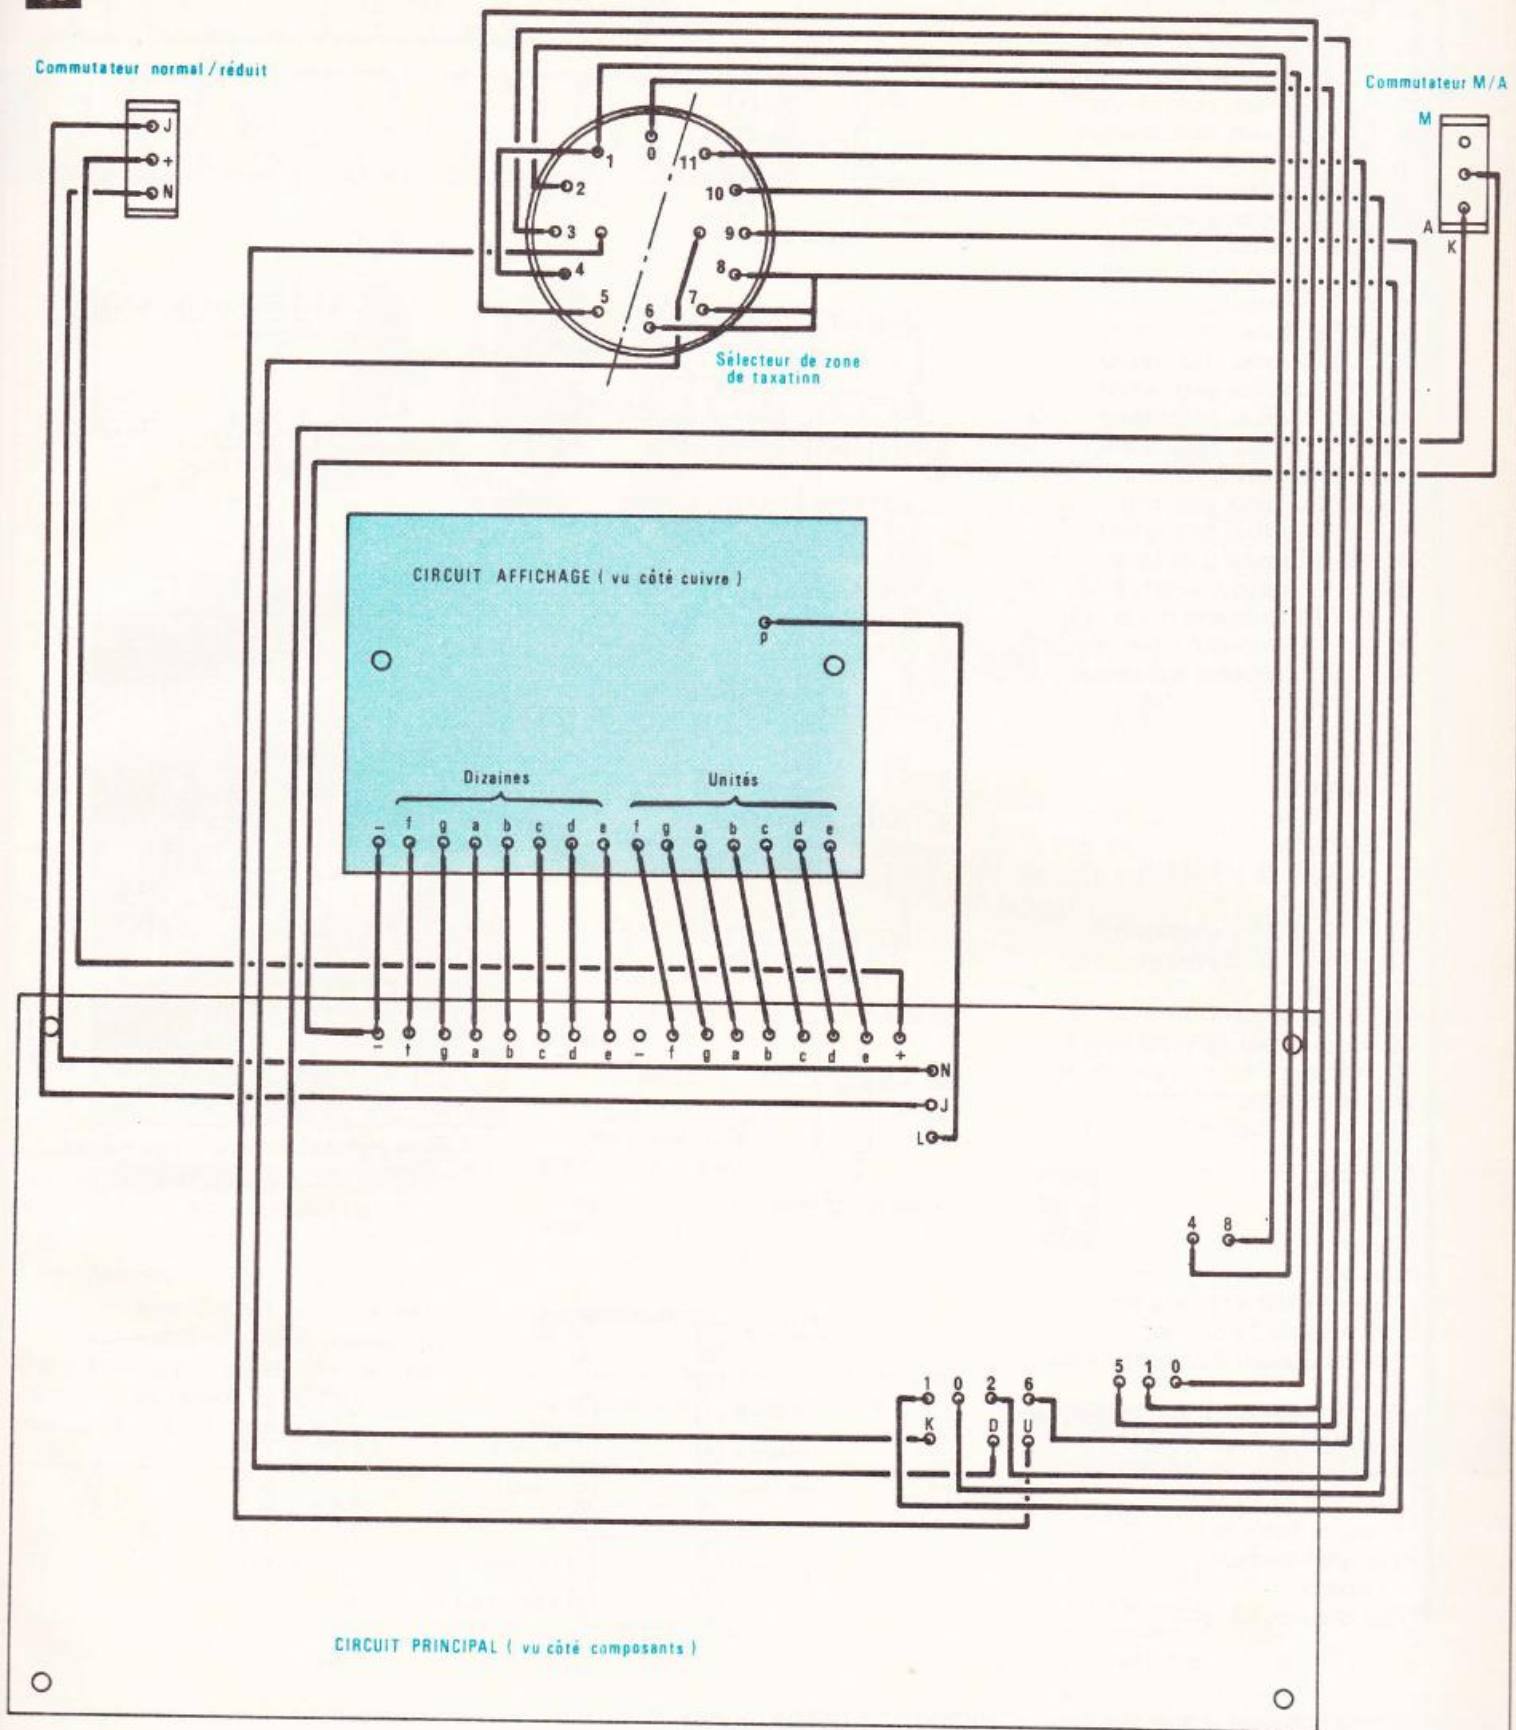 Commutateur normal / réduit
J
+
N
Commutateur M/A
M
A
K
1
0
11
2
10
3
9
4
8
5
6
7
Sélecteur de zone
de taxation
CIRCUIT AFFICHAGE ( vu côté cuivre )
p
Dizaines Unités
– f g a b c d e f g a b c d e
– f g a b c d e – f g a b c d e +
N
J
L
4 8
5 1 0
1 0 2 6
K D U
CIRCUIT PRINCIPAL ( vu côté composants )